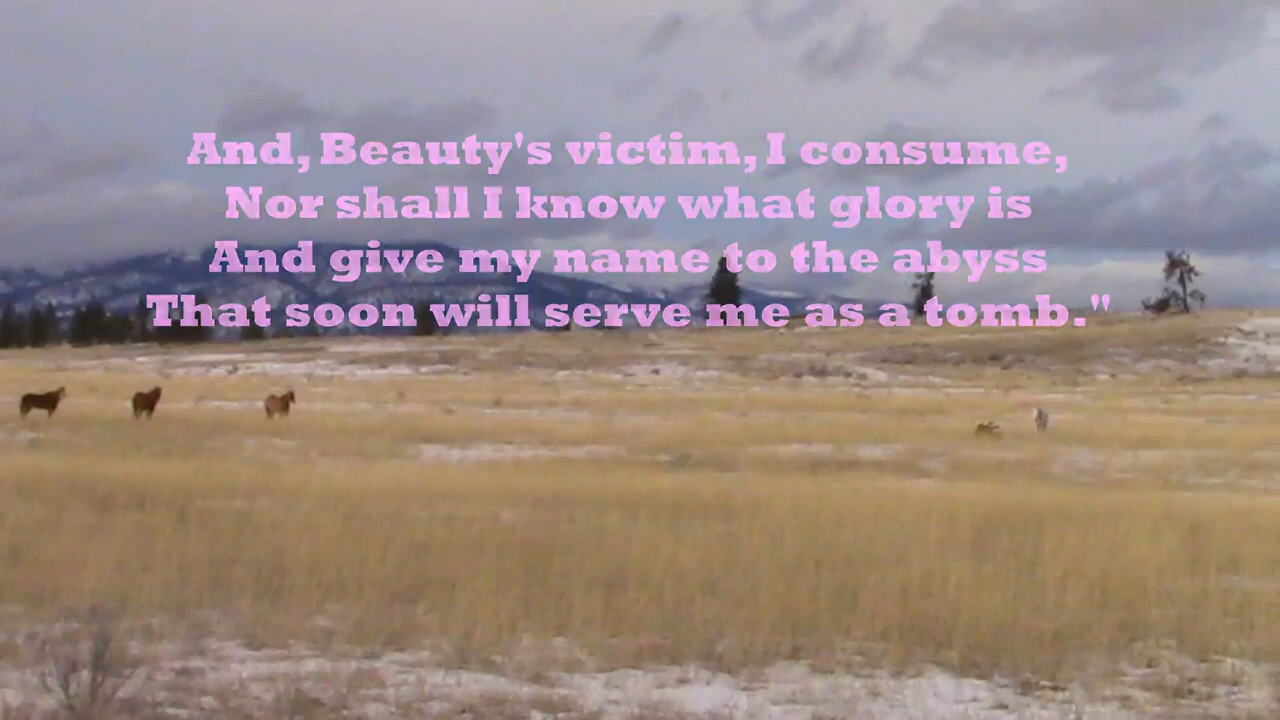 And, Beauty's victim, I consume,
Nor shall I know what glory is
And give my name to the abyss
That soon will serve me as a tomb."